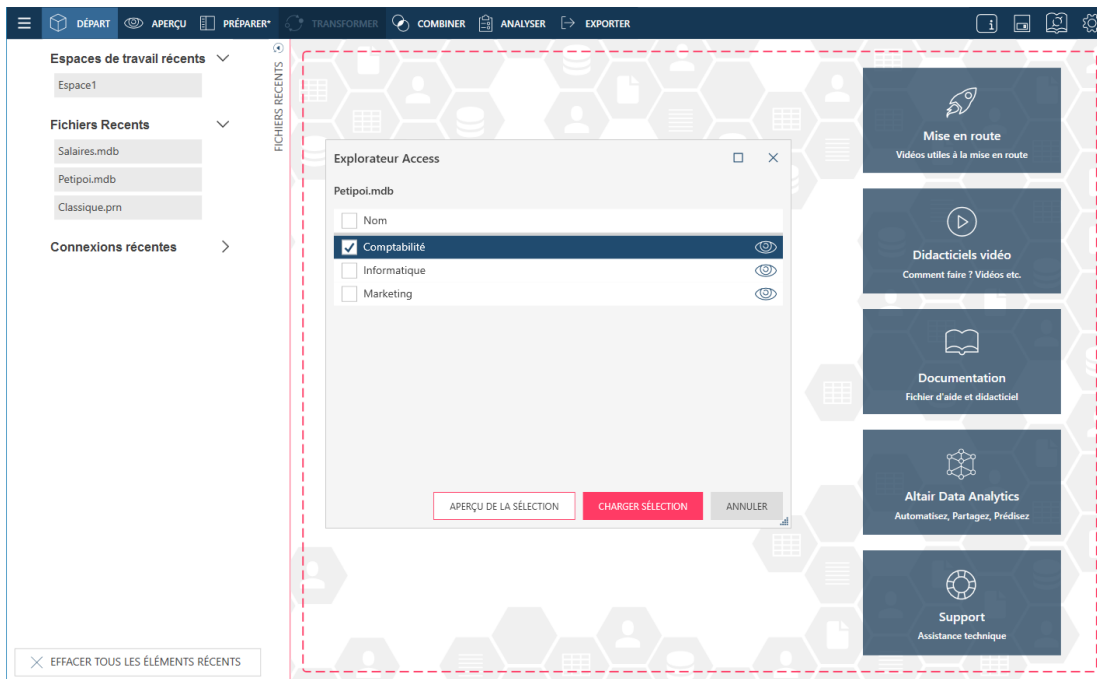 DÉPART
APERÇU
PRÉPARER*
TRANSFORMER
COMBINER
ANALYSER
EXPORTER
Espaces de travail récents
Espace1
Fichiers Recents
Salaires.mdb
Petipoi.mdb
Classique.prn
Connexions récentes
EFFACER TOUS LES ÉLÉMENTS RÉCENTS
FICHIERS RECENTS
Explorateur Access
Petipoi.mdb
Nom
Comptabilité
Informatique
Marketing
APERÇU DE LA SÉLECTION
CHARGER SÉLECTION
ANNULER
Mise en route
Vidéos utiles à la mise en route
Didacticiels vidéo
Comment faire ? Vidéos etc.
Documentation
Fichier d'aide et didacticiel
Altair Data Analytics
Automatisez, Partagez, Prédisez
Support
Assistance technique